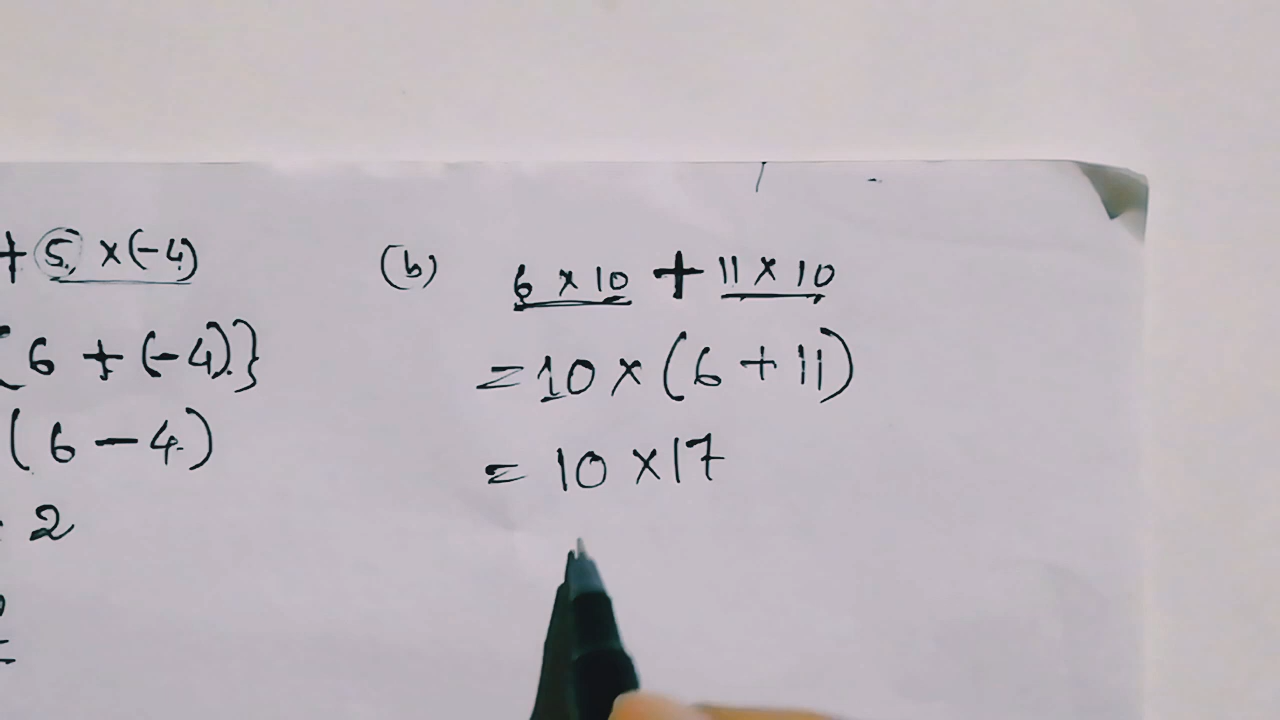 + 5 × (-4)
{6 + (-4)}
(6 - 4)
2
(b) 6 × 10 + 11 × 10
= 10 × (6 + 11)
= 10 × 17